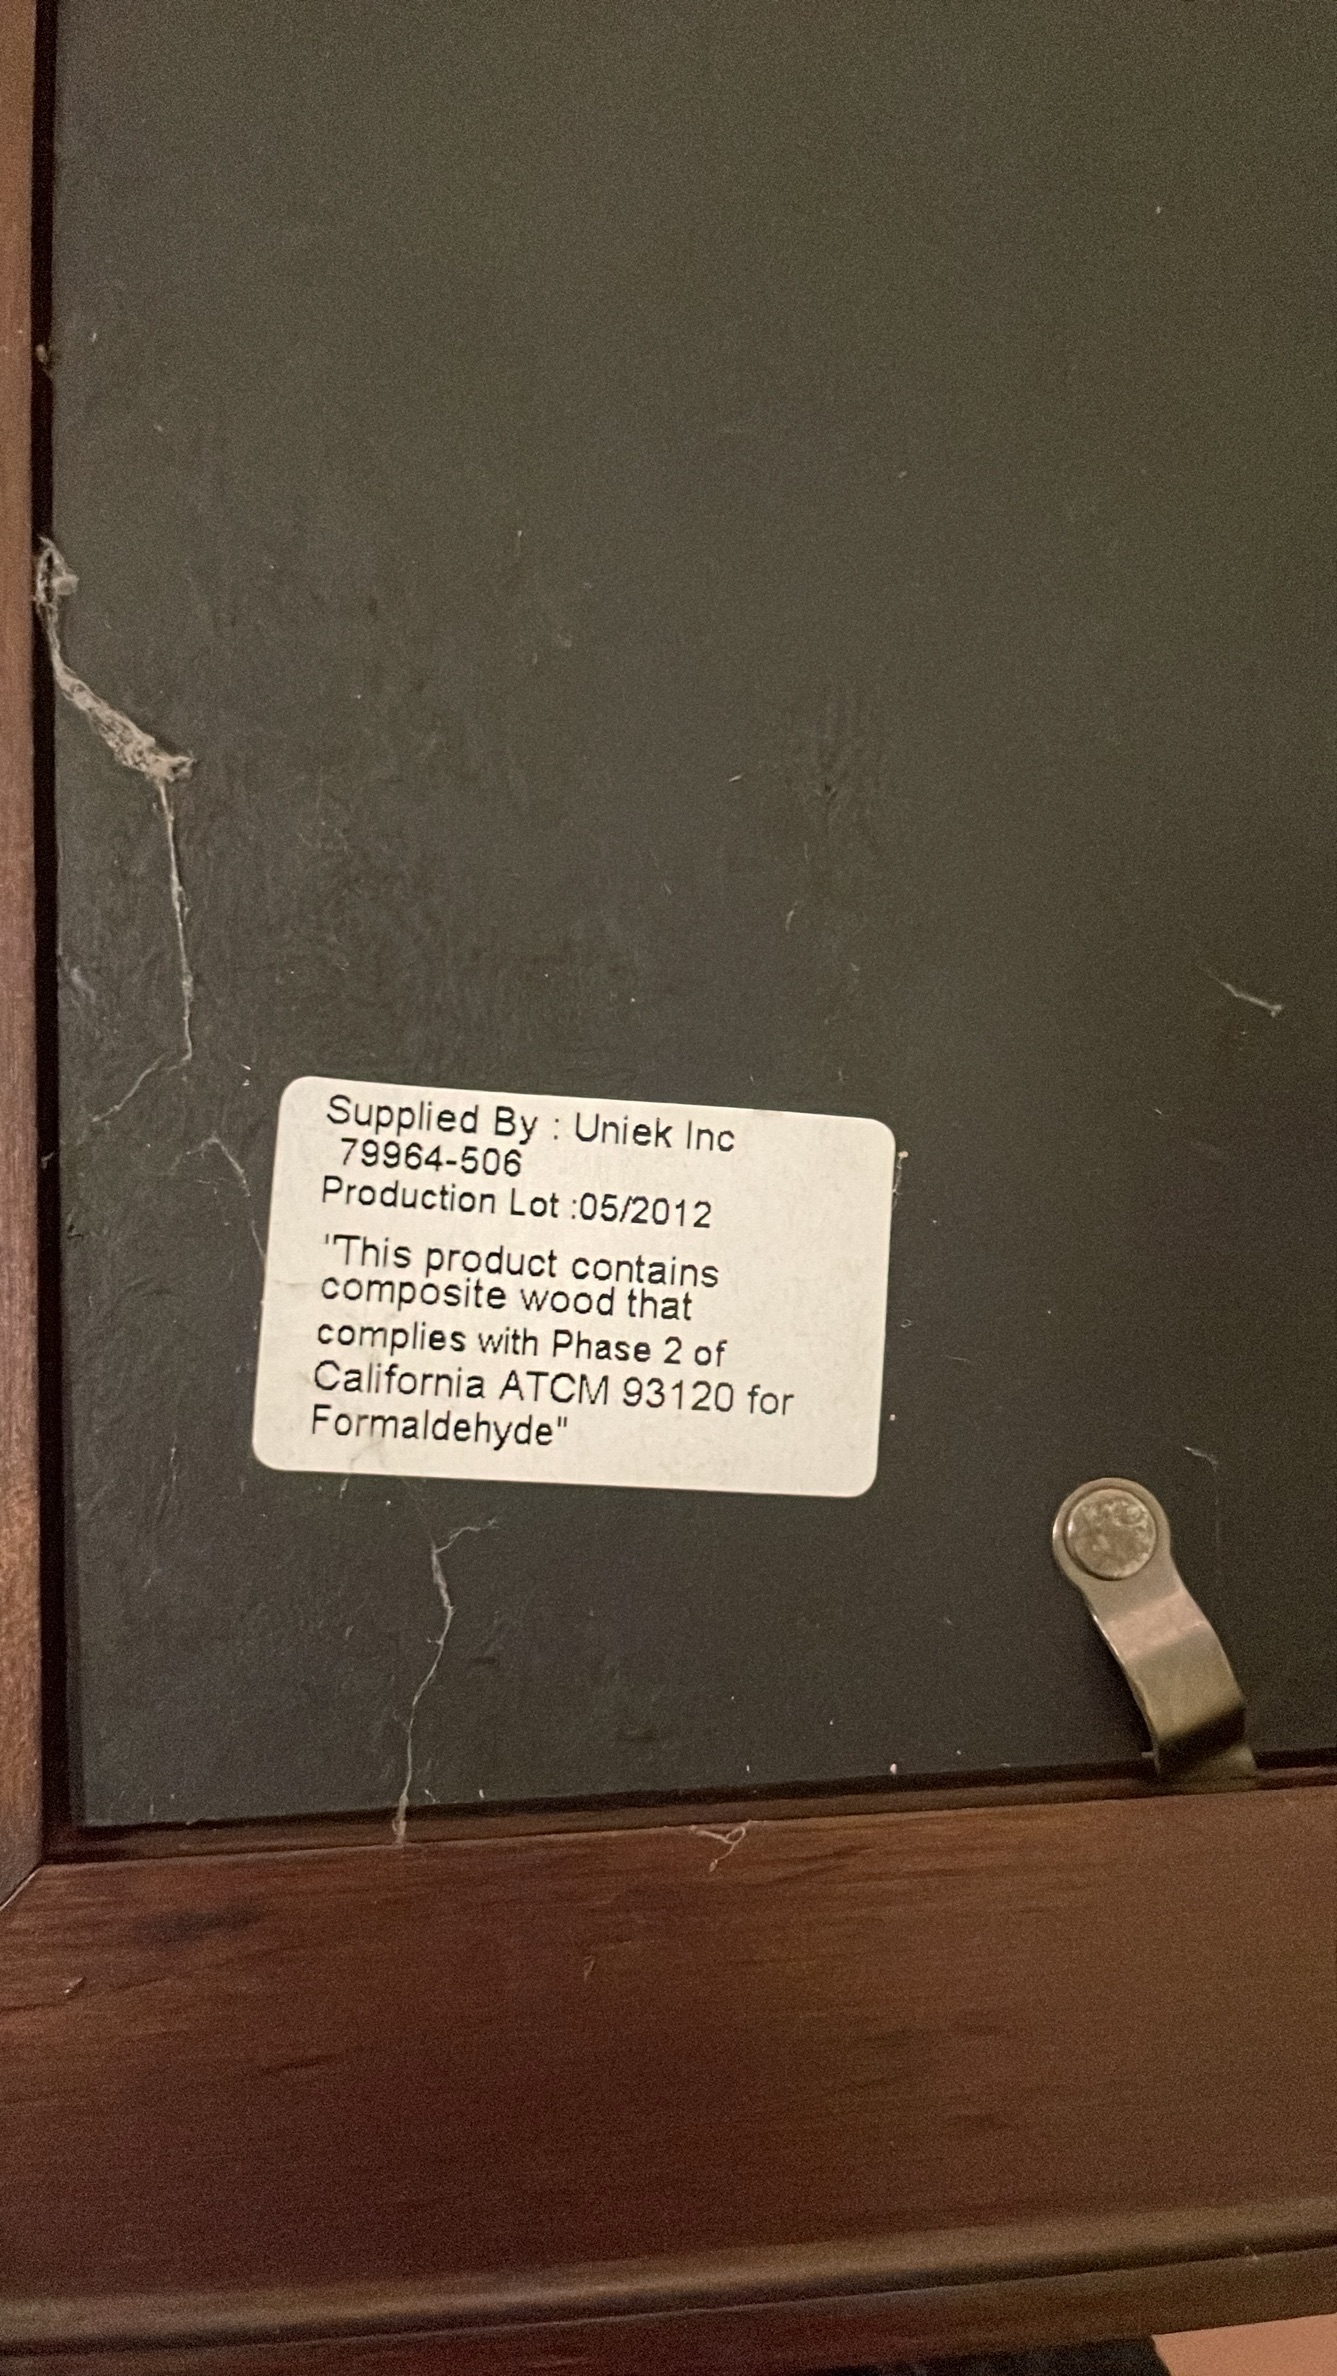 Supplied By : Uniek Inc
79964-506
Production Lot :05/2012
"This product contains
composite wood that
complies with Phase 2 of
California ATCM 93120 for
Formaldehyde"